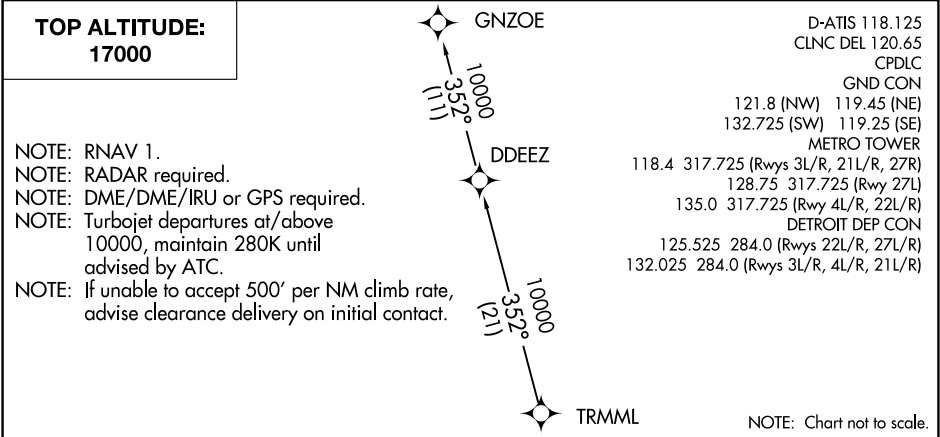 TOP ALTITUDE:
17000
NOTE: RNAV 1.
NOTE: RADAR required.
NOTE: DME/DME/IRU or GPS required.
NOTE: Turbojet departures at/above
10000, maintain 280K until
advised by ATC.
NOTE: If unable to accept 500' per NM climb rate,
advise clearance delivery on initial contact.
GNZOE
10000
352°
(11)
DDEEZ
10000
352°
(21)
TRMML
D-ATIS 118.125
CLNC DEL 120.65
CPDLC
GND CON
121.8 (NW) 119.45 (NE)
132.725 (SW) 119.25 (SE)
METRO TOWER
118.4 317.725 (Rwys 3L/R, 21L/R, 27R)
128.75 317.725 (Rwy 27L)
135.0 317.725 (Rwy 4L/R, 22L/R)
DETROIT DEP CON
125.525 284.0 (Rwys 22L/R, 27L/R)
132.025 284.0 (Rwys 3L/R, 4L/R, 21L/R)
NOTE: Chart not to scale.